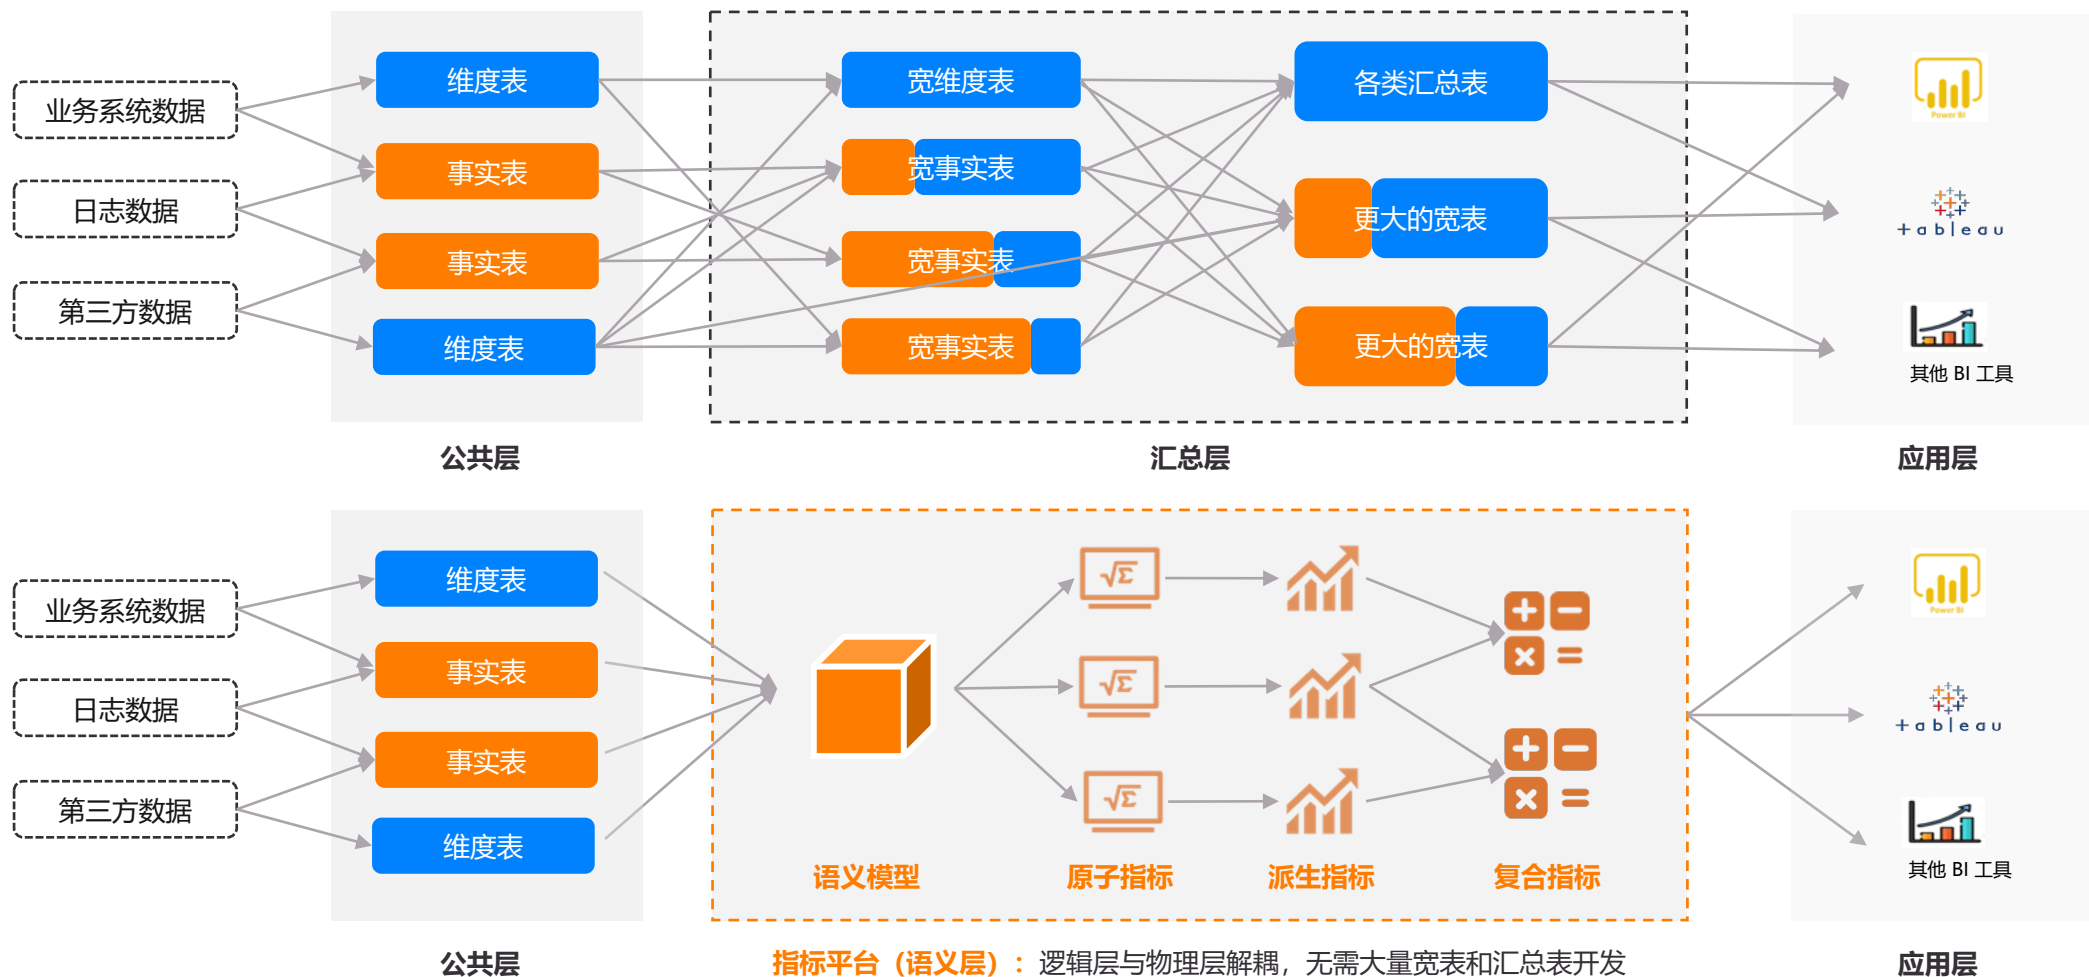 业务系统数据
日志数据
第三方数据
维度表
事实表
事实表
维度表
公共层
宽维度表
宽事实表
宽事实表
宽事实表
各类汇总表
更大的宽表
更大的宽表
汇总层
Power BI
+ableau
其他 BI 工具
应用层
业务系统数据
日志数据
第三方数据
维度表
事实表
事实表
维度表
公共层
语义模型
√Σ
√Σ
√Σ
原子指标
派生指标
+ −
× =
+ −
× =
复合指标
指标平台（语义层）：逻辑层与物理层解耦，无需大量宽表和汇总表开发
Power BI
+ableau
其他 BI 工具
应用层